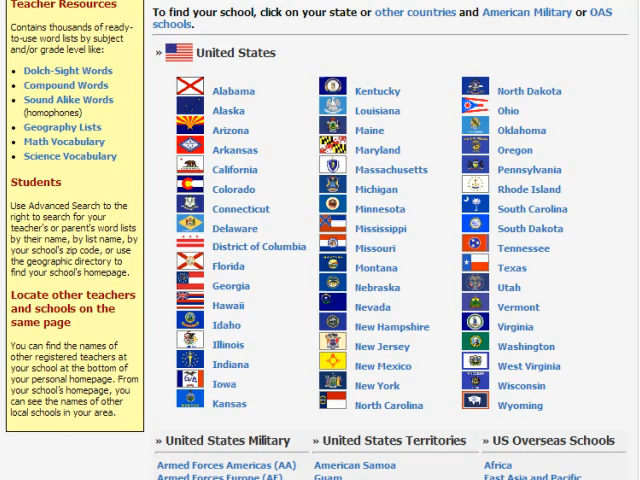 Teacher Resources
Contains thousands of ready-
to-use word lists by subject
and/or grade level like:
Dolch-Sight Words
Compound Words
Sound Alike Words
(homophones)
Geography Lists
Math Vocabulary
Science Vocabulary
Students
Use Advanced Search to the
right to search for your
teacher's or parent's word lists
by their name, by list name, by
your school's zip code, or use
the geographic directory to
find your school's homepage.
Locate other teachers
and schools on the
same page
You can find the names of
other registered teachers at
your school at the bottom of
your personal homepage. From
your school's homepage, you
can see the names of other
local schools in your area.
To find your school, click on your state or other countries and American Military or OAS
schools.
» United States
Alabama
Alaska
Arizona
Arkansas
California
Colorado
Connecticut
Delaware
District of Columbia
Florida
Georgia
Hawaii
Idaho
Illinois
Indiana
Iowa
Kansas
Kentucky
Louisiana
Maine
Maryland
Massachusetts
Michigan
Minnesota
Mississippi
Missouri
Montana
Nebraska
Nevada
New Hampshire
New Jersey
New Mexico
New York
North Carolina
North Dakota
Ohio
Oklahoma
Oregon
Pennsylvania
Rhode Island
South Carolina
South Dakota
Tennessee
Texas
Utah
Vermont
Virginia
Washington
West Virginia
Wisconsin
Wyoming
» United States Military
Armed Forces Americas (AA)
Armed Forces Europe (AE)
» United States Territories
American Samoa
Guam
» US Overseas Schools
Africa
East Asia and Pacific